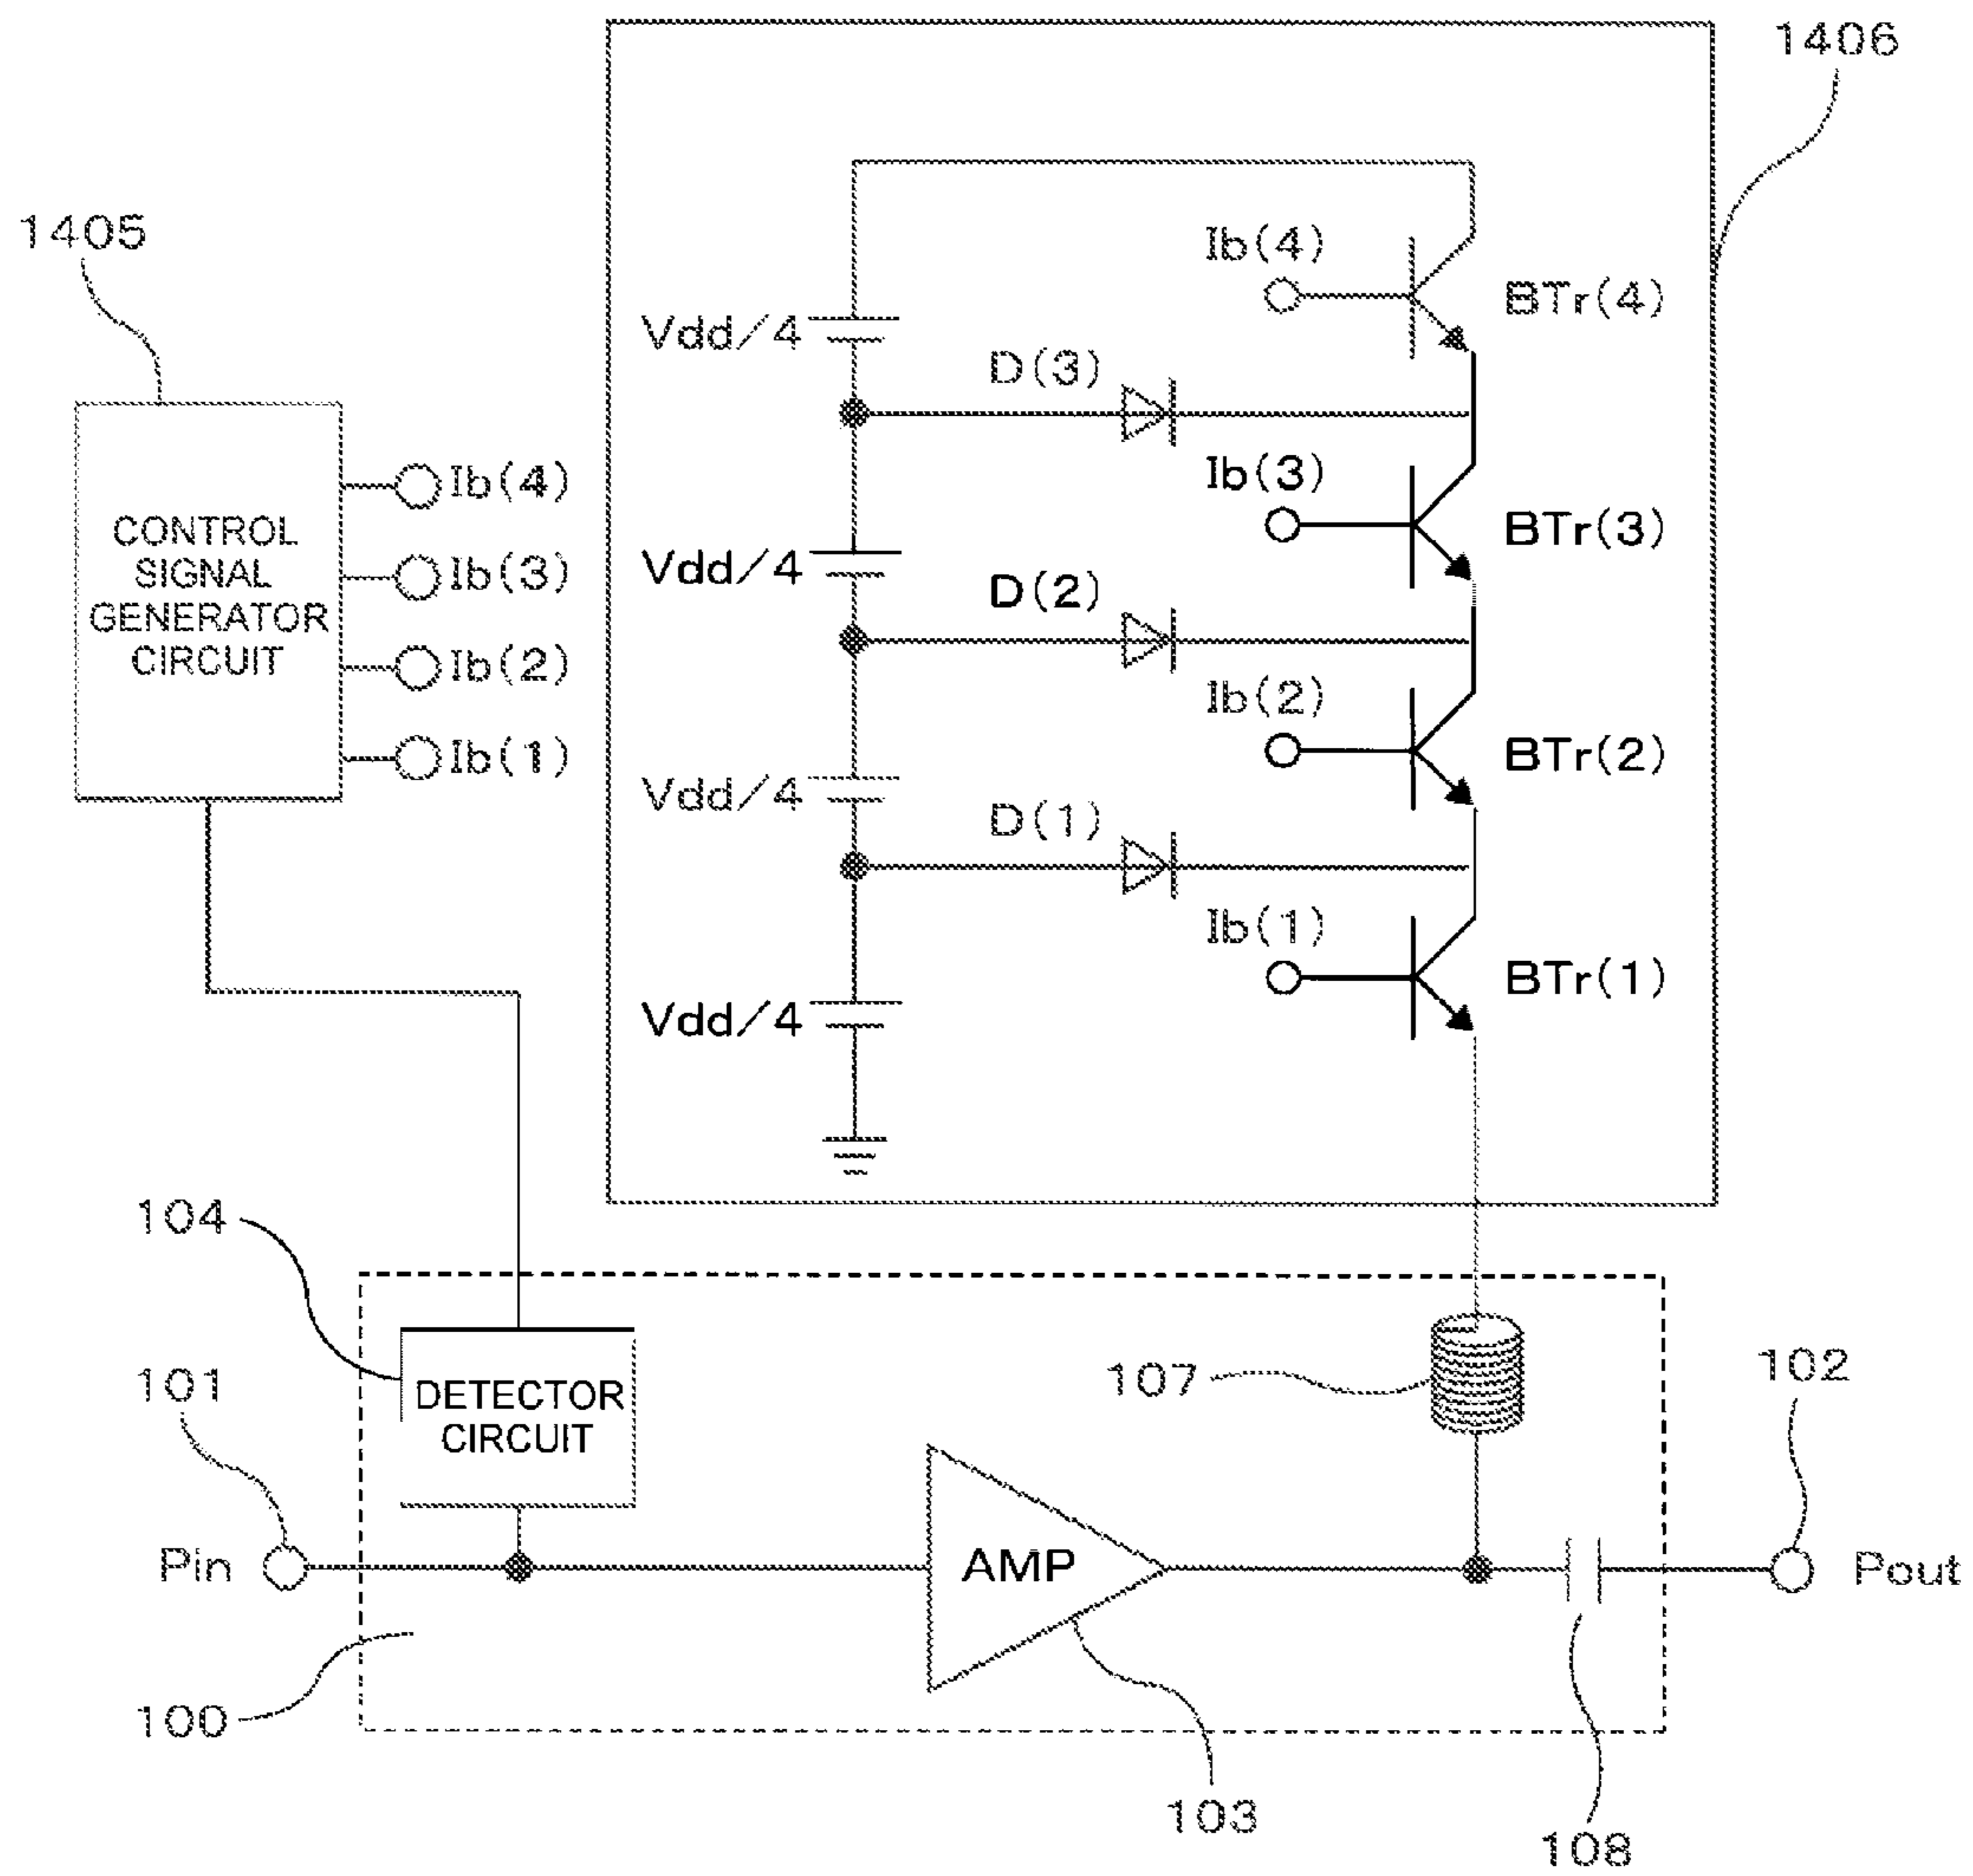 1406
1405
Ib(4)
BTr(4)
Vdd/4
D(3)
Ib(3)
BTr(3)
Ib(4)
Ib(3)
Ib(2)
Ib(1)
CONTROL
SIGNAL
GENERATOR
CIRCUIT
Vdd/4
D(2)
Ib(2)
BTr(2)
Vdd/4
D(1)
Ib(1)
BTr(1)
Vdd/4
104
101
DETECTOR
CIRCUIT
107
102
Pin
AMP
Pout
100
103
108